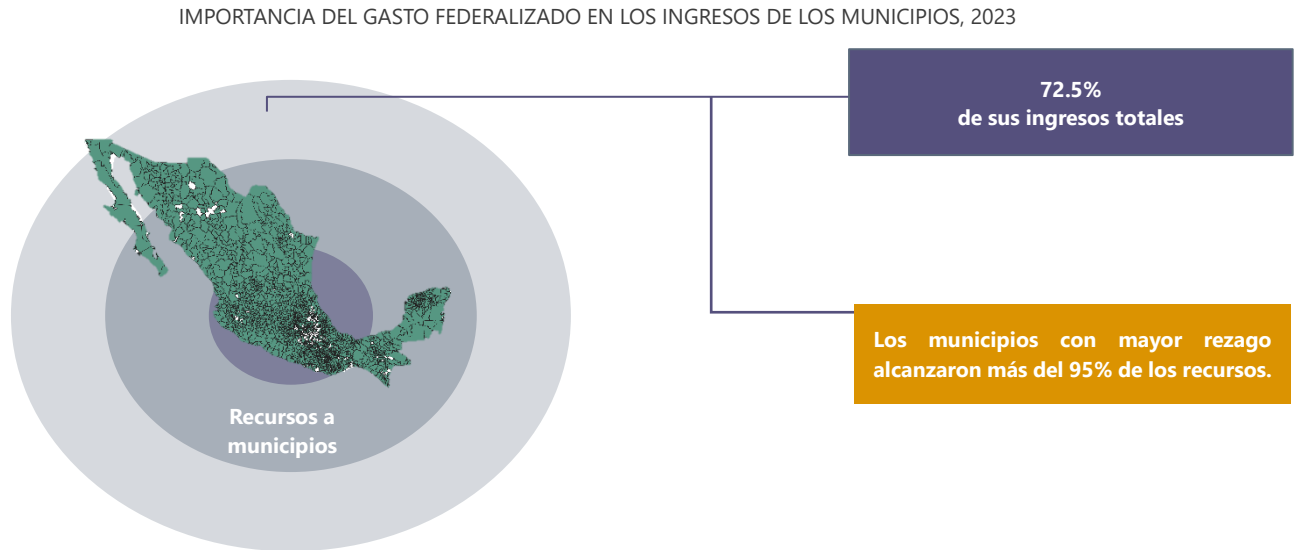 IMPORTANCIA DEL GASTO FEDERALIZADO EN LOS INGRESOS DE LOS MUNICIPIOS, 2023
72.5%
de sus ingresos totales
Los municipios con mayor rezago
alcanzaron más del 95% de los recursos.
Recursos a
municipios